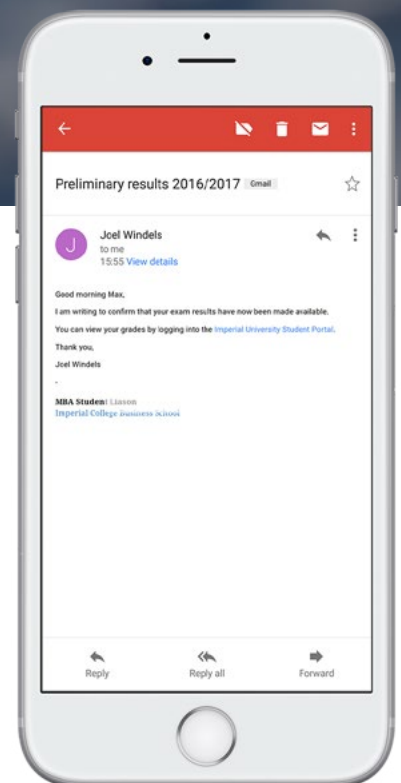 Preliminary results 2016/2017 Gmail
J
Joel Windels
to me
15:55 View details
Good morning Max,
I am writing to confirm that your exam results have now been made available.
You can view your grades by logging into the Imperial University Student Portal.
Thank you,
Joel Windels
-
MBA Student Liason
Imperial College Business School
Reply Reply all Forward